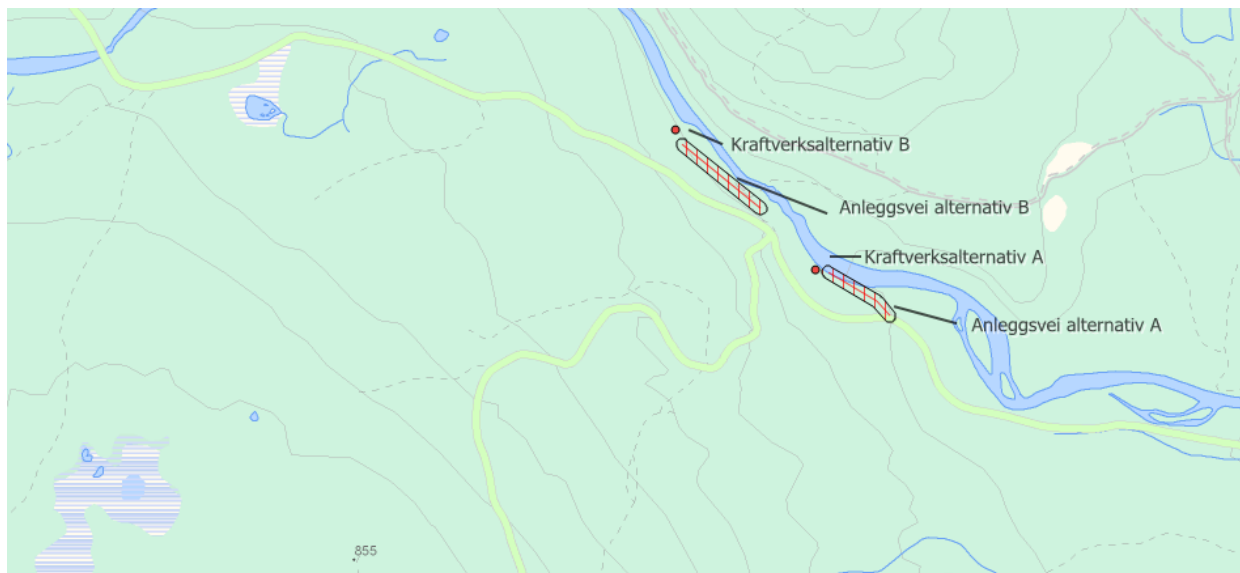 Kraftverksalternativ B
Anleggsvei alternativ B
Kraftverksalternativ A
Anleggsvei alternativ A
855